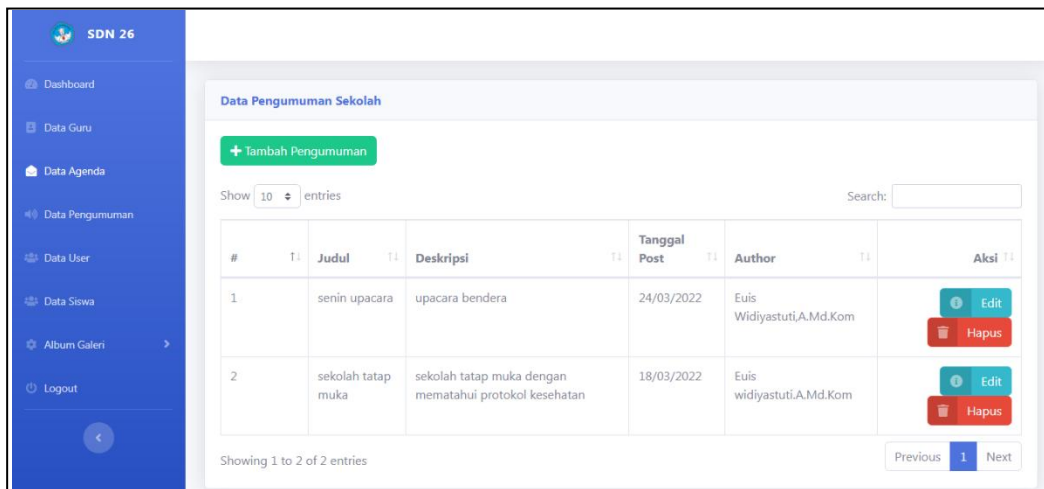 SDN 26
Dashboard
Data Guru
Data Agenda
Data Pengumuman
Data User
Data Siswa
Album Galeri
Logout
Data Pengumuman Sekolah
Tambah Pengumuman
Show 10 entries
Search:
# Judul Deskripsi Tanggal Post Author Aksi
1 senin upacara upacara bendera 24/03/2022 Euis Edit
Widiyastuti,A.Md.Kom Hapus
2 sekolah tatap sekolah tatap muka dengan 18/03/2022 Euis Edit
muka mematahui protokol kesehatan widiyastuti.A.Md.Kom Hapus
Showing 1 to 2 of 2 entries
Previous 1 Next